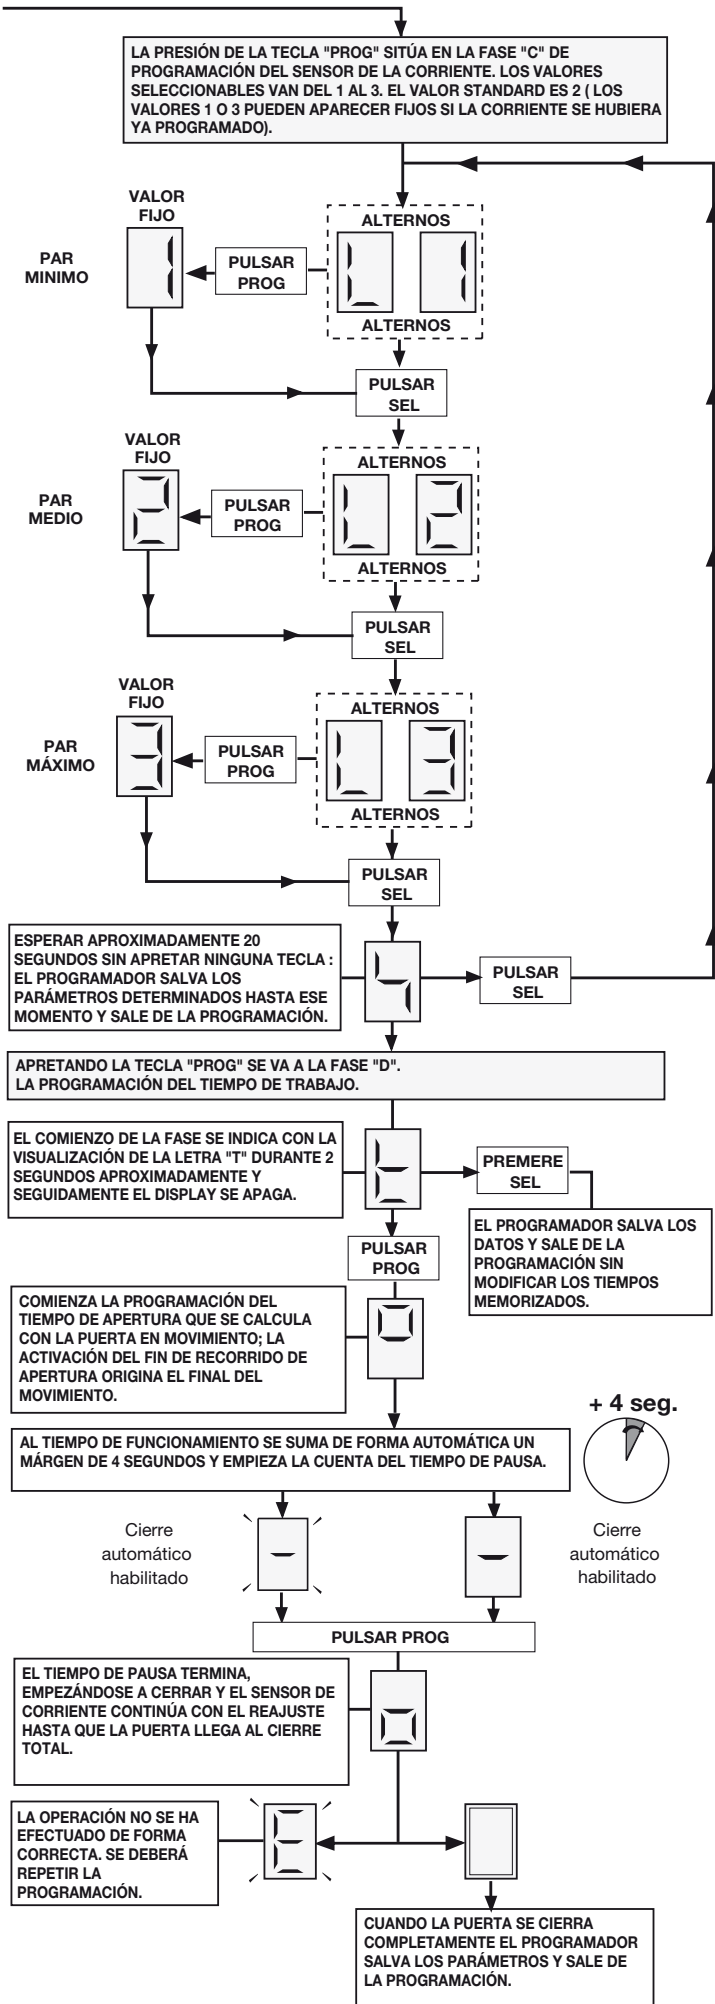 LA PRESIÓN DE LA TECLA "PROG" SITÚA EN LA FASE "C" DE
PROGRAMACIÓN DEL SENSOR DE LA CORRIENTE. LOS VALORES
SELECCIONABLES VAN DEL 1 AL 3. EL VALOR STANDARD ES 2 ( LOS
VALORES 1 O 3 PUEDEN APARECER FIJOS SI LA CORRIENTE SE HUBIERA
YA PROGRAMADO).
VALOR
FIJO
PAR
MINIMO
1
PULSAR
PROG
ALTERNOS
L 1
ALTERNOS
PULSAR
SEL
VALOR
FIJO
PAR
MEDIO
2
PULSAR
PROG
ALTERNOS
L 2
ALTERNOS
PULSAR
SEL
VALOR
FIJO
PAR
MÁXIMO
3
PULSAR
PROG
ALTERNOS
L 3
ALTERNOS
PULSAR
SEL
ESPERAR APROXIMADAMENTE 20
SEGUNDOS SIN APRETAR NINGUNA TECLA :
EL PROGRAMADOR SALVA LOS
PARÁMETROS DETERMINADOS HASTA ESE
MOMENTO Y SALE DE LA PROGRAMACIÓN.
4
PULSAR
SEL
APRETANDO LA TECLA "PROG" SE VA A LA FASE "D".
LA PROGRAMACIÓN DEL TIEMPO DE TRABAJO.
EL COMIENZO DE LA FASE SE INDICA CON LA
VISUALIZACIÓN DE LA LETRA "T" DURANTE 2
SEGUNDOS APROXIMADAMENTE Y
SEGUIDAMENTE EL DISPLAY SE APAGA.
t
PREMERE
SEL
EL PROGRAMADOR SALVA LOS
DATOS Y SALE DE LA
PROGRAMACIÓN SIN
MODIFICAR LOS TIEMPOS
MEMORIZADOS.
PULSAR
PROG
COMIENZA LA PROGRAMACIÓN DEL
TIEMPO DE APERTURA QUE SE CALCULA
CON LA PUERTA EN MOVIMIENTO; LA
ACTIVACIÓN DEL FIN DE RECORRIDO DE
APERTURA ORIGINA EL FINAL DEL
MOVIMIENTO.
o
+ 4 seg.
AL TIEMPO DE FUNCIONAMIENTO SE SUMA DE FORMA AUTOMÁTICA UN
MÁRGEN DE 4 SEGUNDOS Y EMPIEZA LA CUENTA DEL TIEMPO DE PAUSA.
Cierre
automático
habilitado
-
-
Cierre
automático
habilitado
PULSAR PROG
EL TIEMPO DE PAUSA TERMINA,
EMPEZÁNDOSE A CERRAR Y EL SENSOR DE
CORRIENTE CONTINÚA CON EL REAJUSTE
HASTA QUE LA PUERTA LLEGA AL CIERRE
TOTAL.
o
LA OPERACIÓN NO SE HA
EFECTUADO DE FORMA
CORRECTA. SE DEBERÁ
REPETIR LA
PROGRAMACIÓN.
E
CUANDO LA PUERTA SE CIERRA
COMPLETAMENTE EL PROGRAMADOR
SALVA LOS PARÁMETROS Y SALE DE
LA PROGRAMACIÓN.